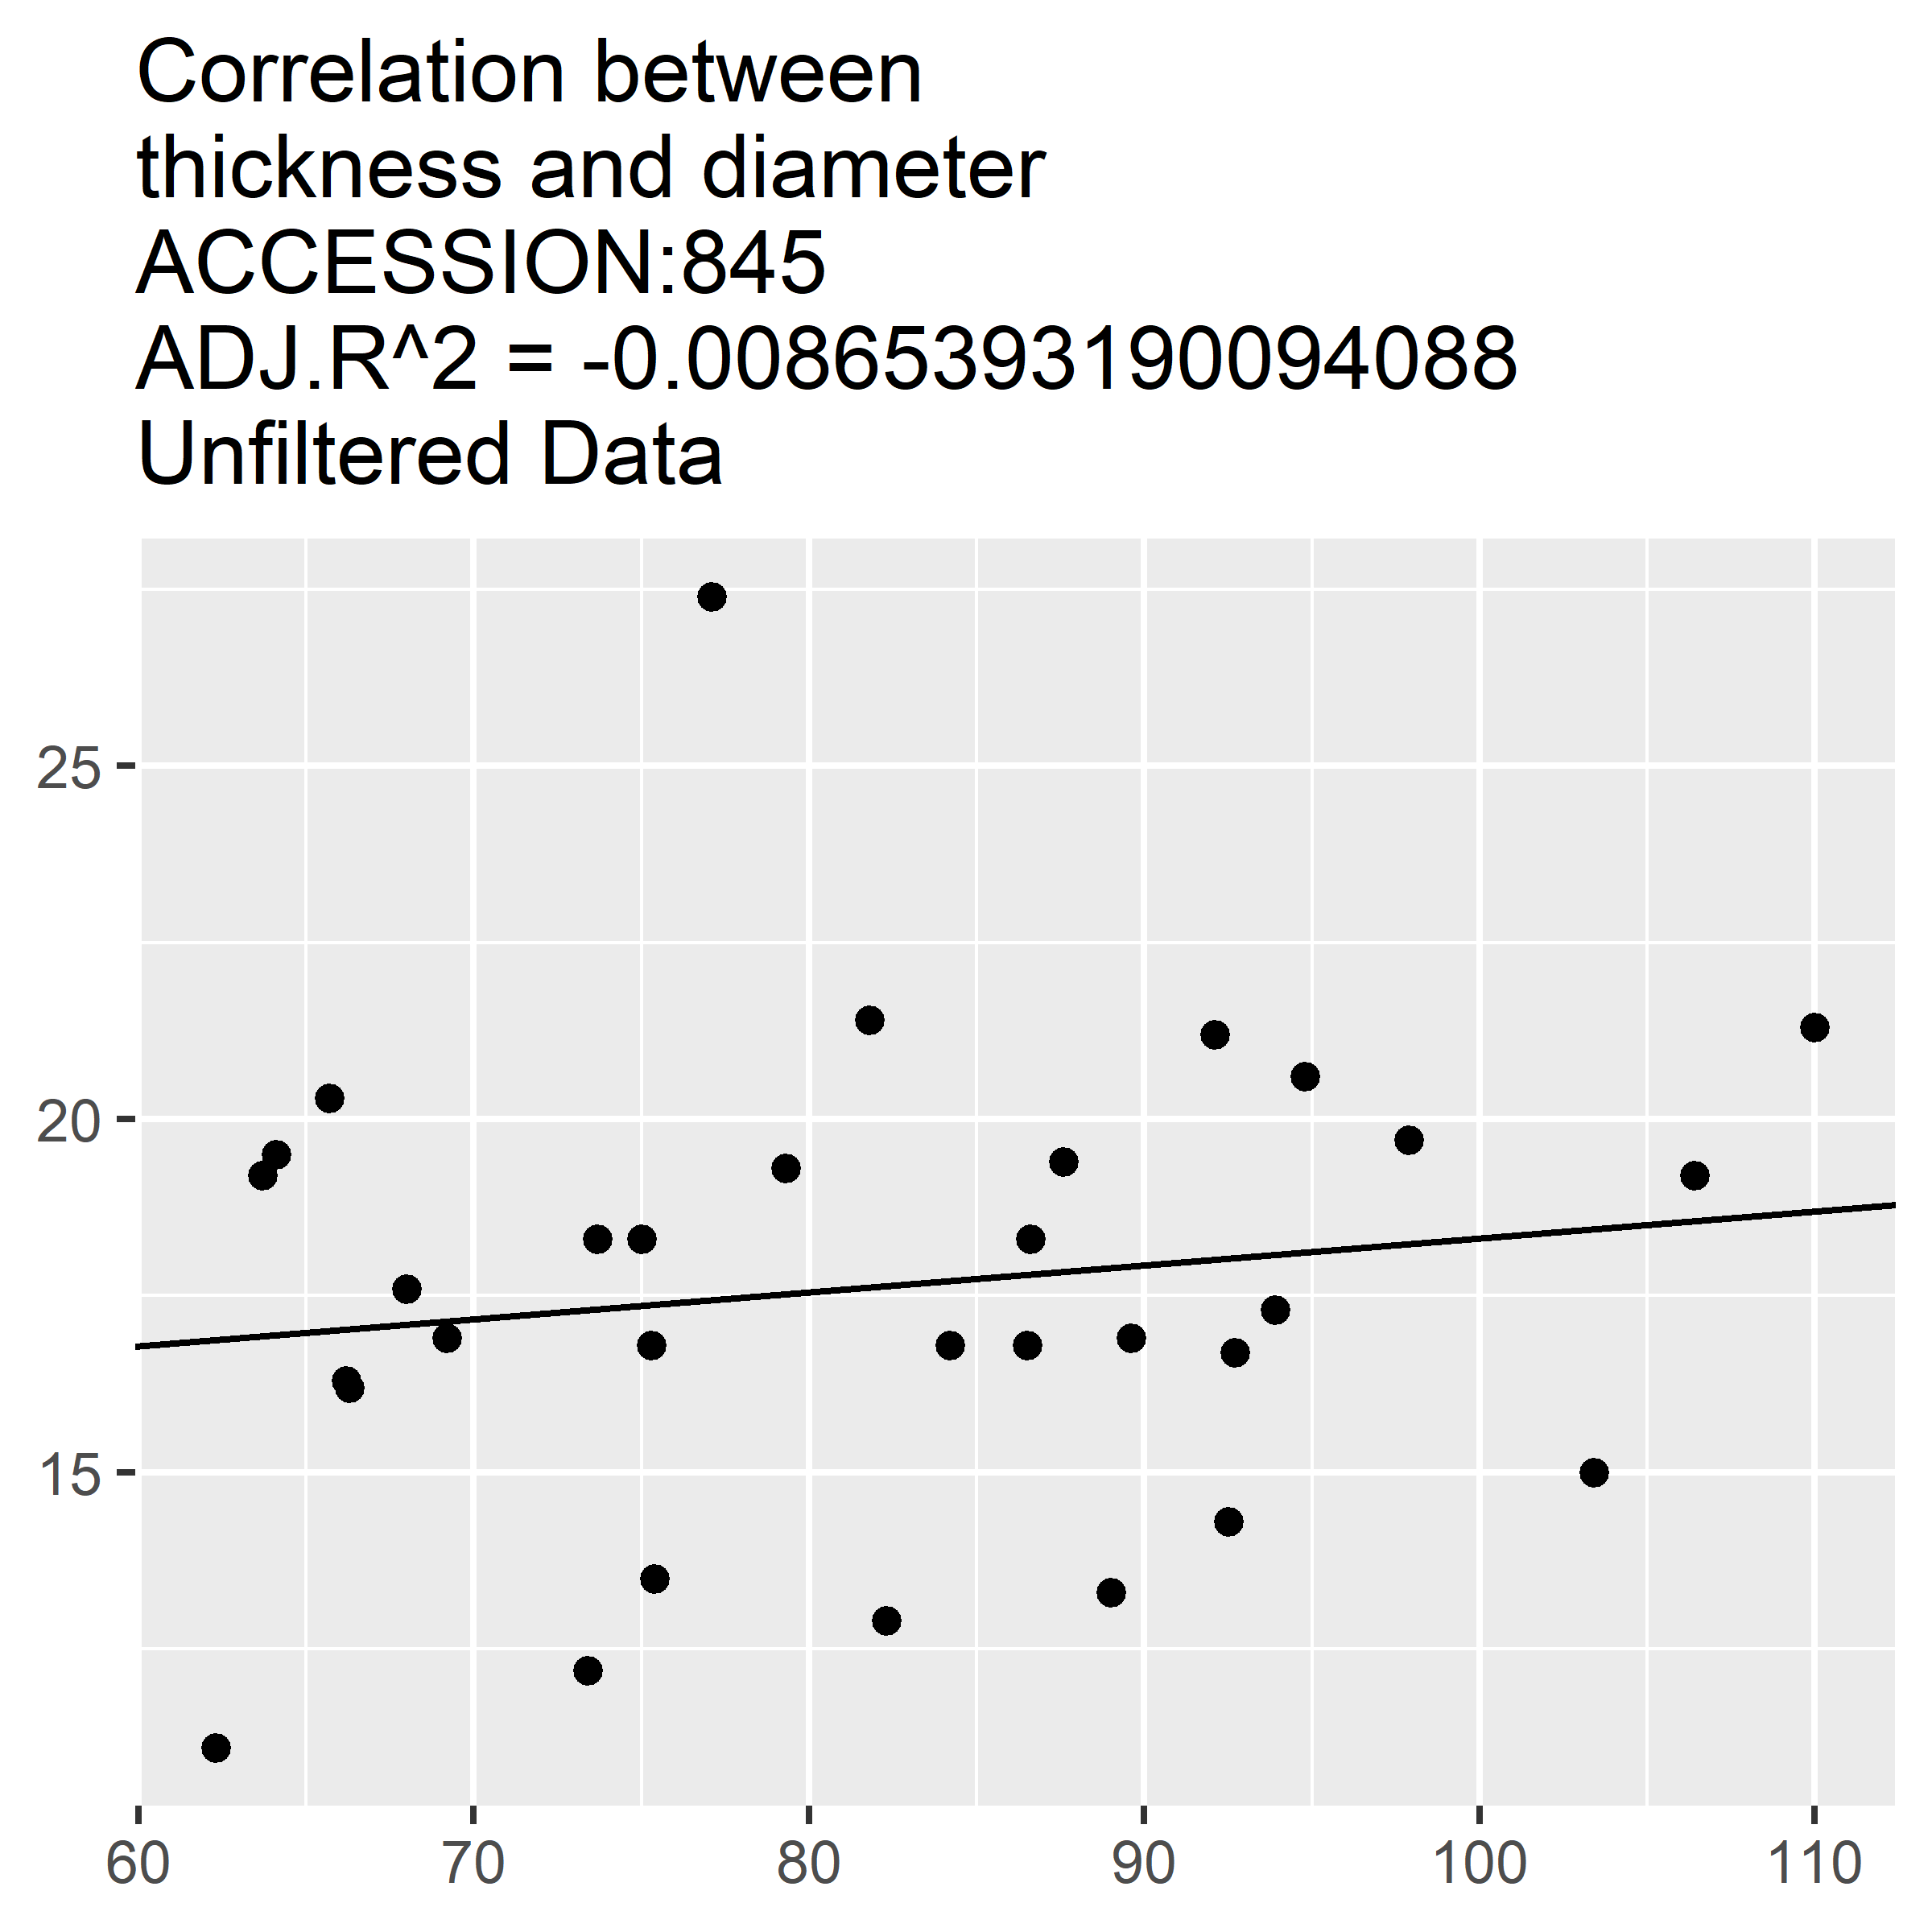 Correlation between
thickness and diameter
ACCESSION:845
ADJ.R^2 = -0.00865393190094088
Unfiltered Data
25
20
15
60 70 80 90 100 110